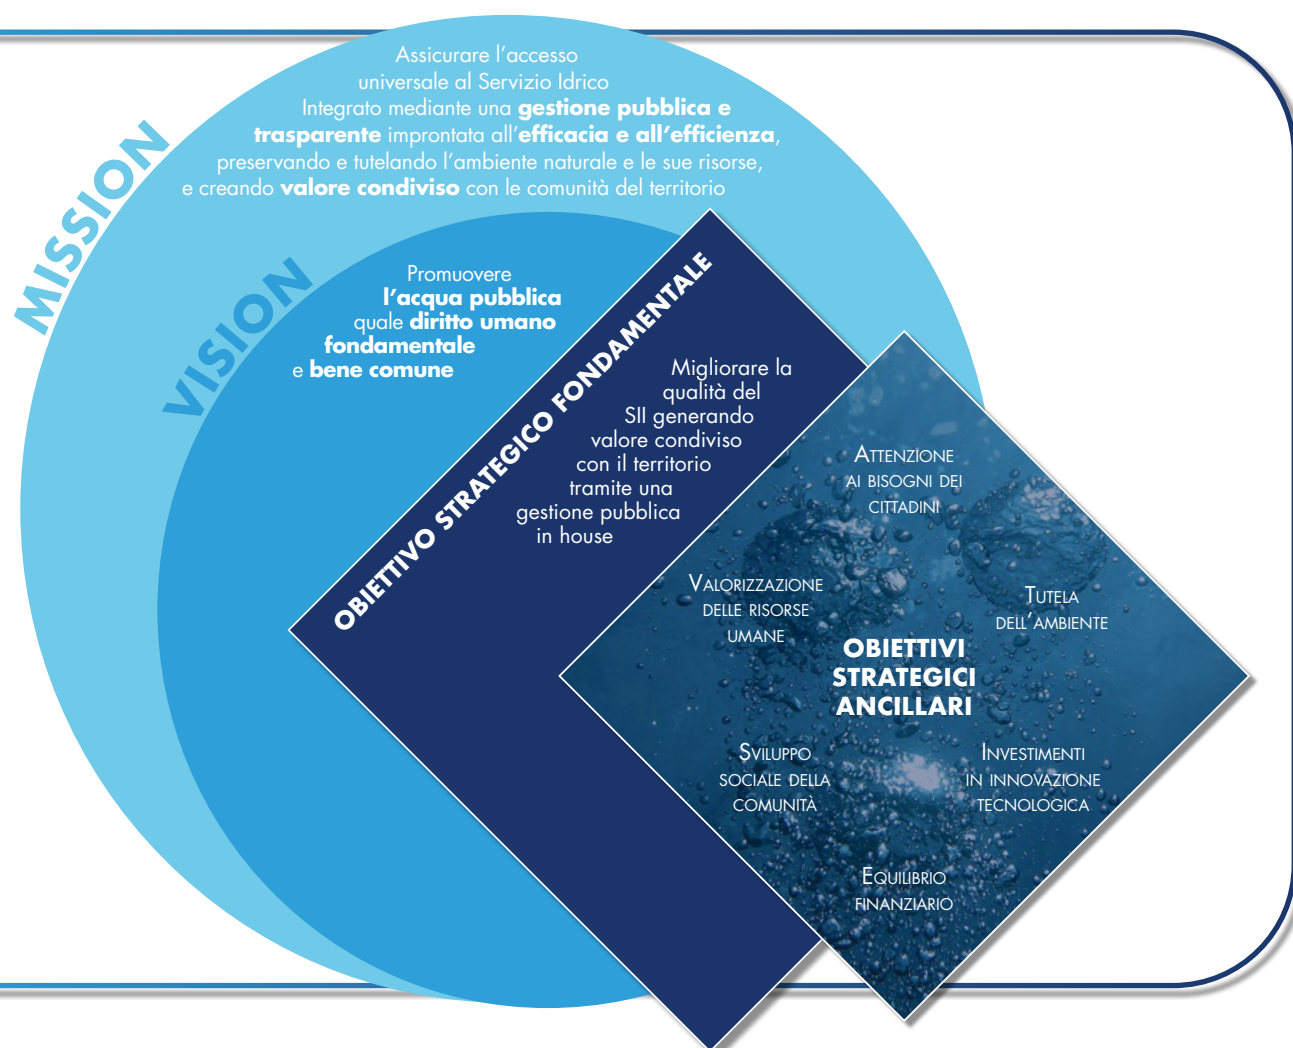 MISSION
Assicurare l'accesso
universale al Servizio Idrico
Integrato mediante una gestione pubblica e
trasparente improntata all'efficacia e all'efficienza,
preservando e tutelando l'ambiente naturale e le sue risorse,
e creando valore condiviso con le comunità del territorio
VISION
Promuovere
l'acqua pubblica
quale diritto umano
fondamentale
e bene comune
OBIETTIVO STRATEGICO FONDAMENTALE
Migliorare la
qualità del
SII generando
valore condiviso
con il territorio
tramite una
gestione pubblica
in house
OBIETTIVI
STRATEGICI
ANCILLARI
Attenzione
ai bisogni dei
cittadini
Valorizzazione
delle risorse
umane
Tutela
dell'ambiente
Sviluppo
sociale della
comunità
Investimenti
in innovazione
tecnologica
Equilibrio
finanziario